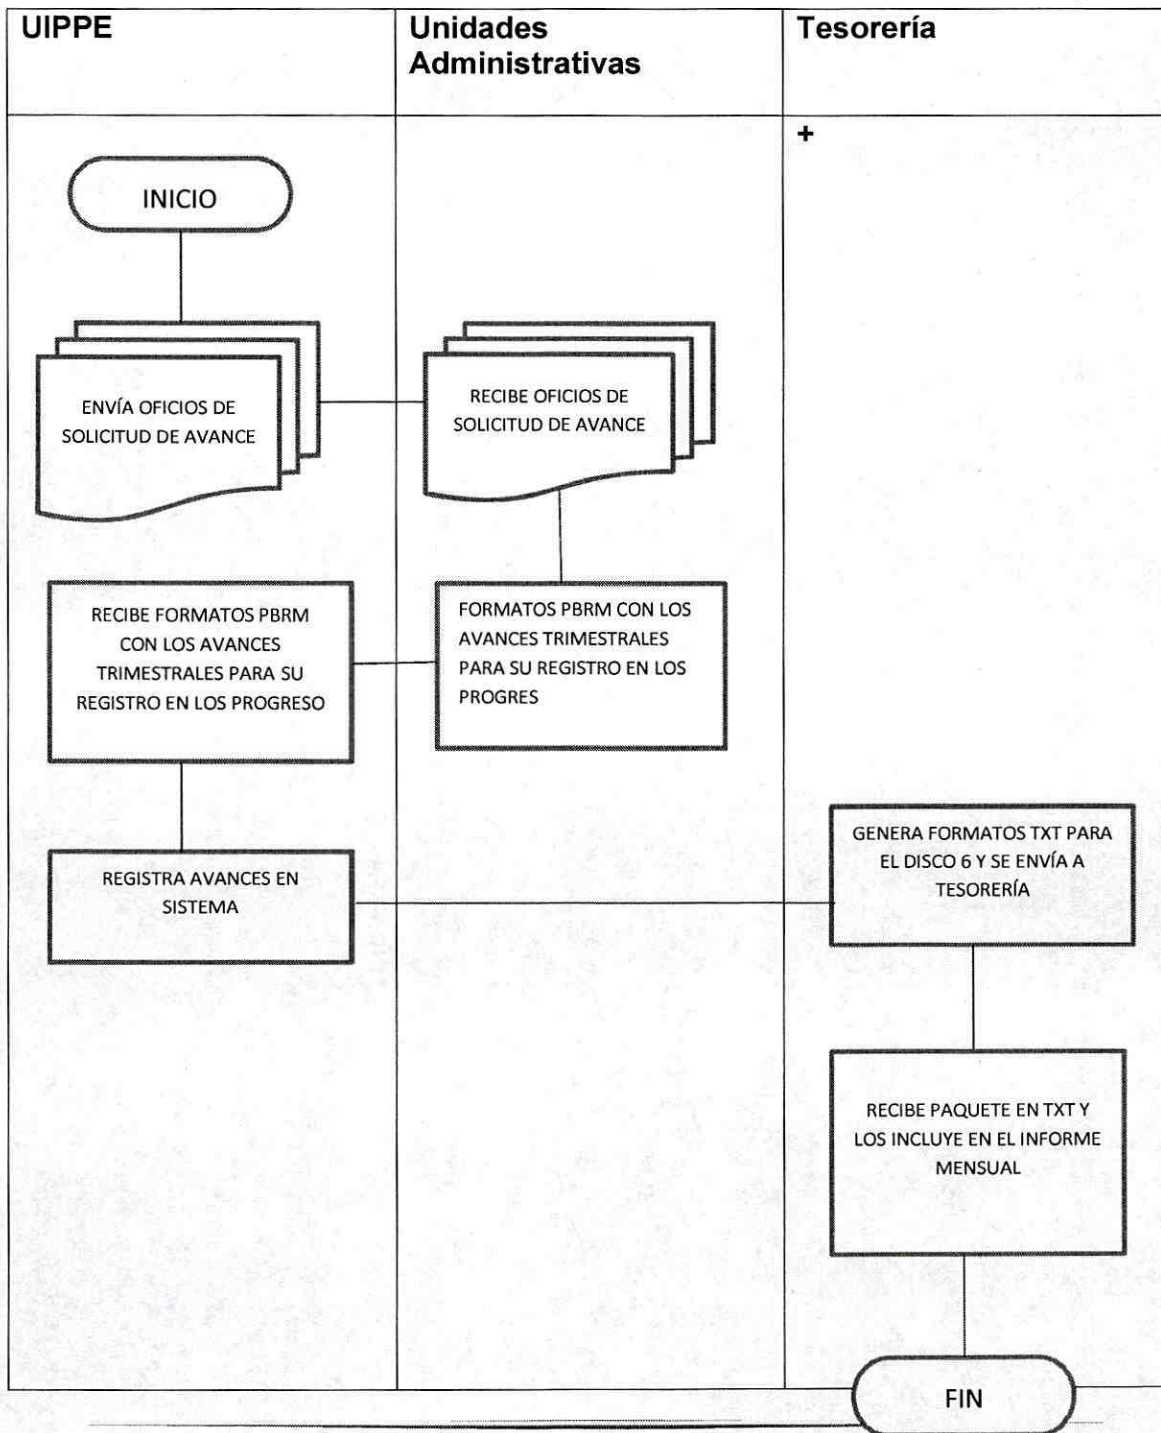 UIPPE
Unidades
Administrativas
Tesorería
+
INICIO
ENVÍA OFICIOS DE
SOLICITUD DE AVANCE
RECIBE OFICIOS DE
SOLICITUD DE AVANCE
RECIBE FORMATOS PBRM
CON LOS AVANCES
TRIMESTRALES PARA SU
REGISTRO EN LOS PROGRESO
FORMATOS PBRM CON LOS
AVANCES TRIMESTRALES
PARA SU REGISTRO EN LOS
PROGRES
REGISTRA AVANCES EN
SISTEMA
GENERA FORMATOS TXT PARA
EL DISCO 6 Y SE ENVÍA A
TESORERÍA
RECIBE PAQUETE EN TXT Y
LOS INCLUYE EN EL INFORME
MENSUAL
FIN